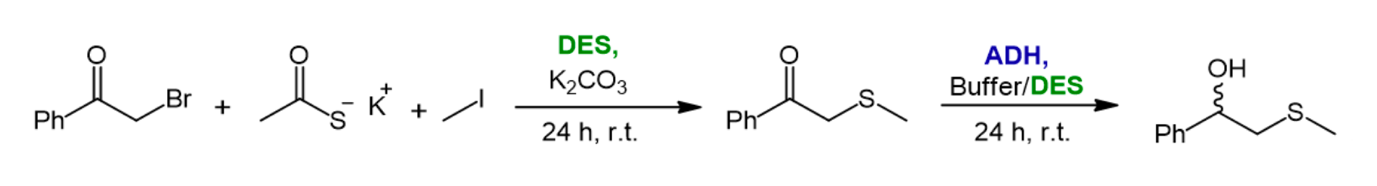 O
Ph
Br
+
O
S
−
K
+
+
I
DES,
K₂CO₃
24 h, r.t.
O
Ph
S
ADH,
Buffer/DES
24 h, r.t.
OH
Ph
S